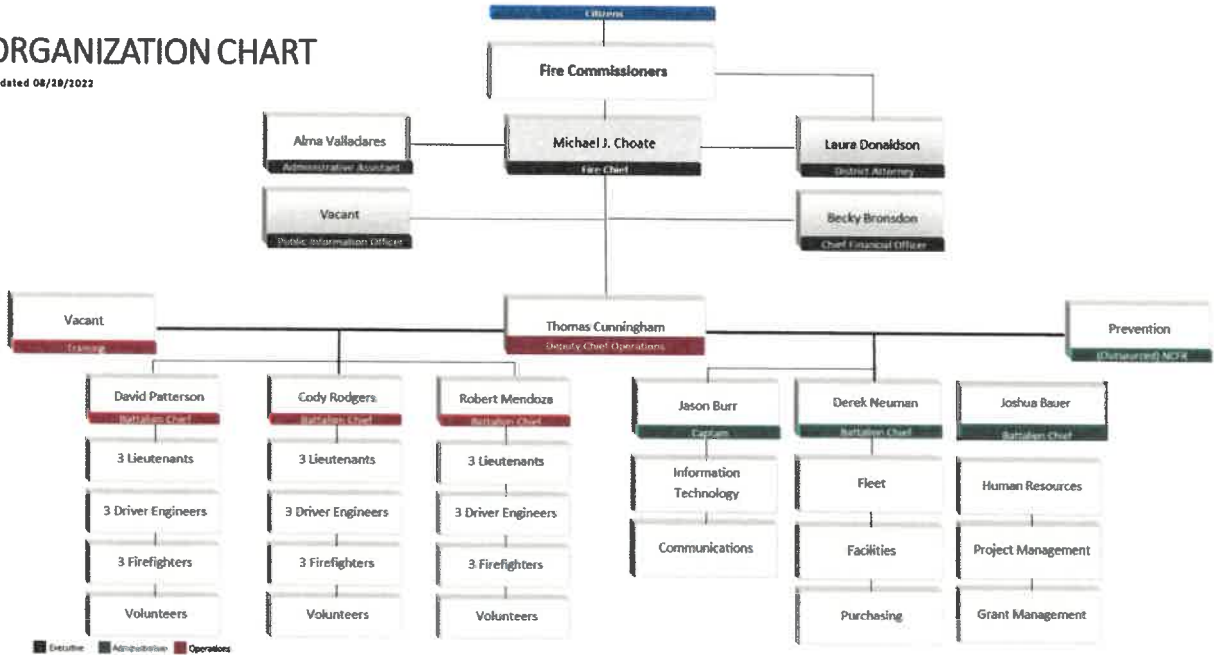 Citizens
ORGANIZATION CHART
dated 08/29/2022
Fire Commissioners
Alma Valladares
Administrative Assistant
Michael J. Choate
Fire Chief
Laura Donaldson
District Attorney
Vacant
Public Information Officer
Becky Bronsdon
Chief Financial Officer
Vacant
Training
Thomas Cunningham
Deputy Chief Operations
Prevention
(Outsourced) NCFR
David Patterson
Battalion Chief
Cody Rodgers
Battalion Chief
Robert Mendoza
Battalion Chief
Jason Burr
Captain
Derek Neuman
Battalion Chief
Joshua Bauer
Battalion Chief
3 Lieutenants
3 Lieutenants
3 Lieutenants
Information
Technology
Fleet
Human Resources
3 Driver Engineers
3 Driver Engineers
3 Driver Engineers
Communications
Facilities
Project Management
3 Firefighters
3 Firefighters
3 Firefighters
Volunteers
Volunteers
Volunteers
Purchasing
Grant Management
Executive
Administrative
Operations